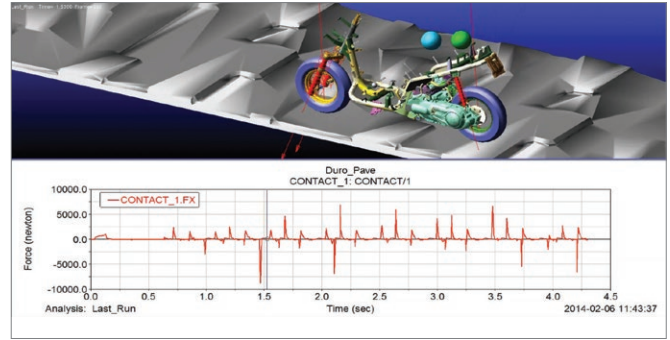 Last_Run
Duro_Pave
CONTACT_1: CONTACT/1
10000.0
5000.0
0.0
-5000.0
-10000.0
Force (newton)
CONTACT_1.FX
0.0 0.5 1.0 1.5 2.0 2.5 3.0 3.5 4.0 4.5
Analysis: Last_Run Time (sec) 2014-02-06 11:43:37